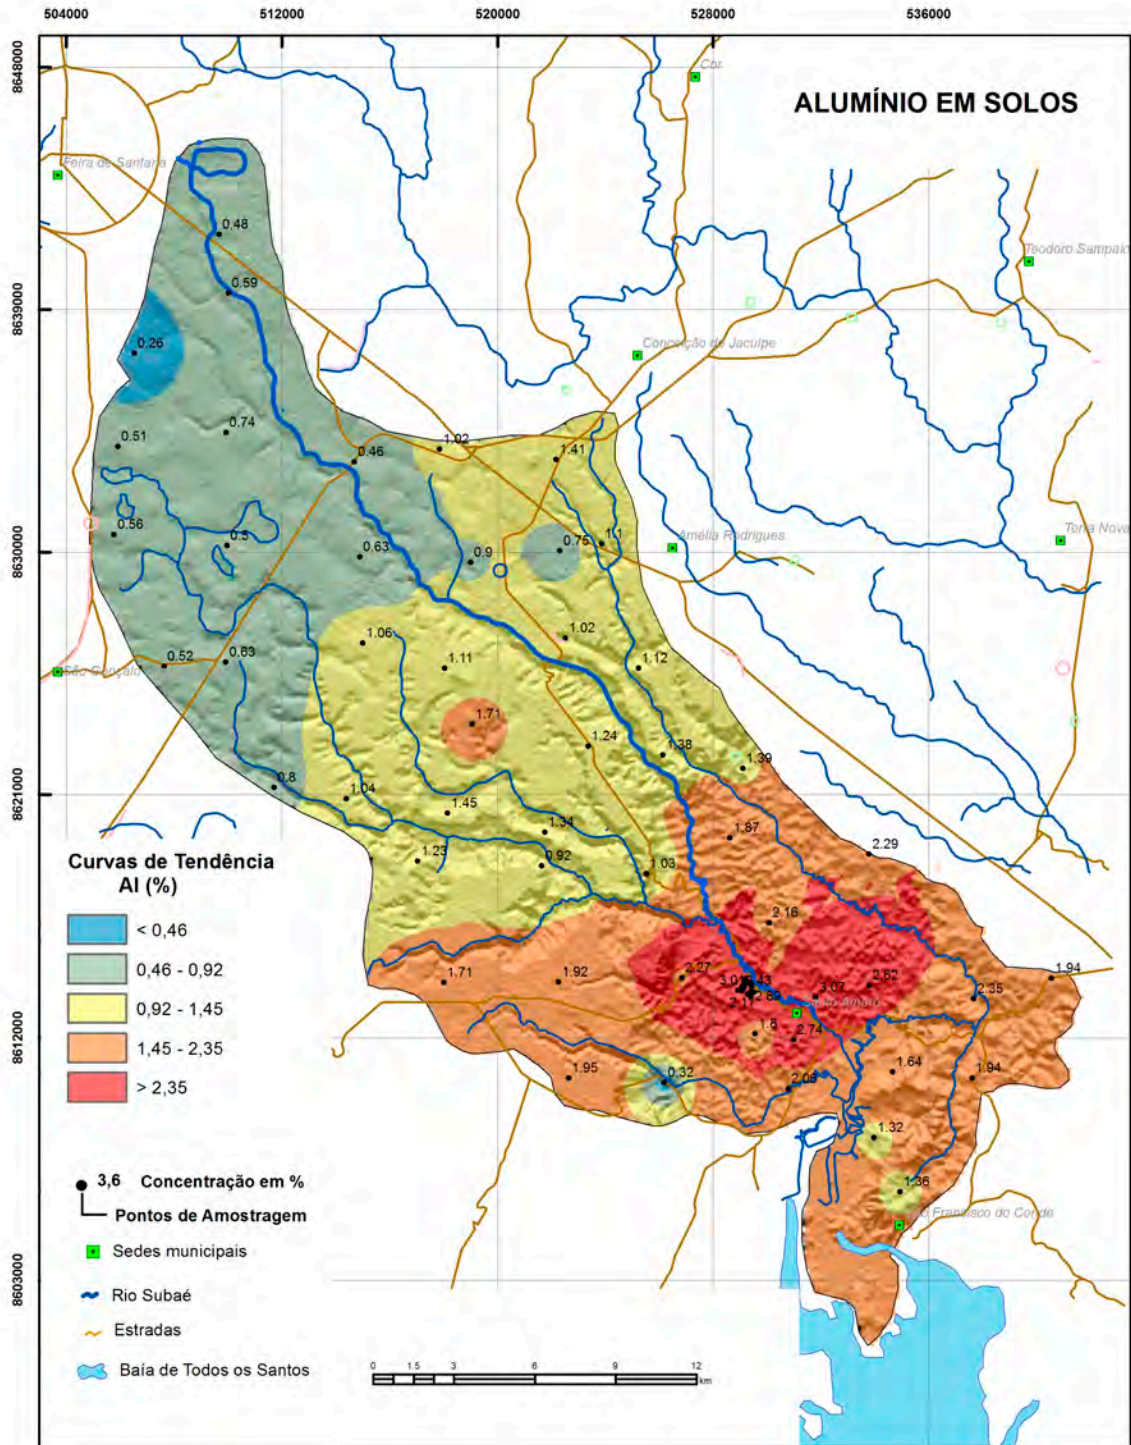 504000 512000 520000 528000 536000
8648000
8639000
8630000
8621000
8612000
8603000
ALUMÍNIO EM SOLOS
Feira de Santana
Teodoro Sampaio
Conceição de Jacuípe
Amélia Rodrigues
Terra Nova
São Gonçalo
Santo Amaro
Francisco do Conde
0.48
0.59
0.26
0.51
0.74
0.46
1.02
1.41
0.56
0.5
0.63
0.9
0.75
1.1
0.52
0.63
1.06
1.11
1.02
1.12
1.71
1.24
1.38
1.39
0.8
1.04
1.45
1.34
1.87
1.23
0.92
1.03
2.29
2.16
1.71
1.92
2.27
3.07
2.62
2.35
1.94
1.8
2.74
1.95
0.32
2.03
1.64
1.94
1.32
1.36
Curvas de Tendência
Al (%)
< 0,46
0,46 - 0,92
0,92 - 1,45
1,45 - 2,35
> 2,35
3,6 Concentração em %
Pontos de Amostragem
Sedes municipais
Rio Subaé
Estradas
Baía de Todos os Santos
0 1.5 3 6 9 12
km